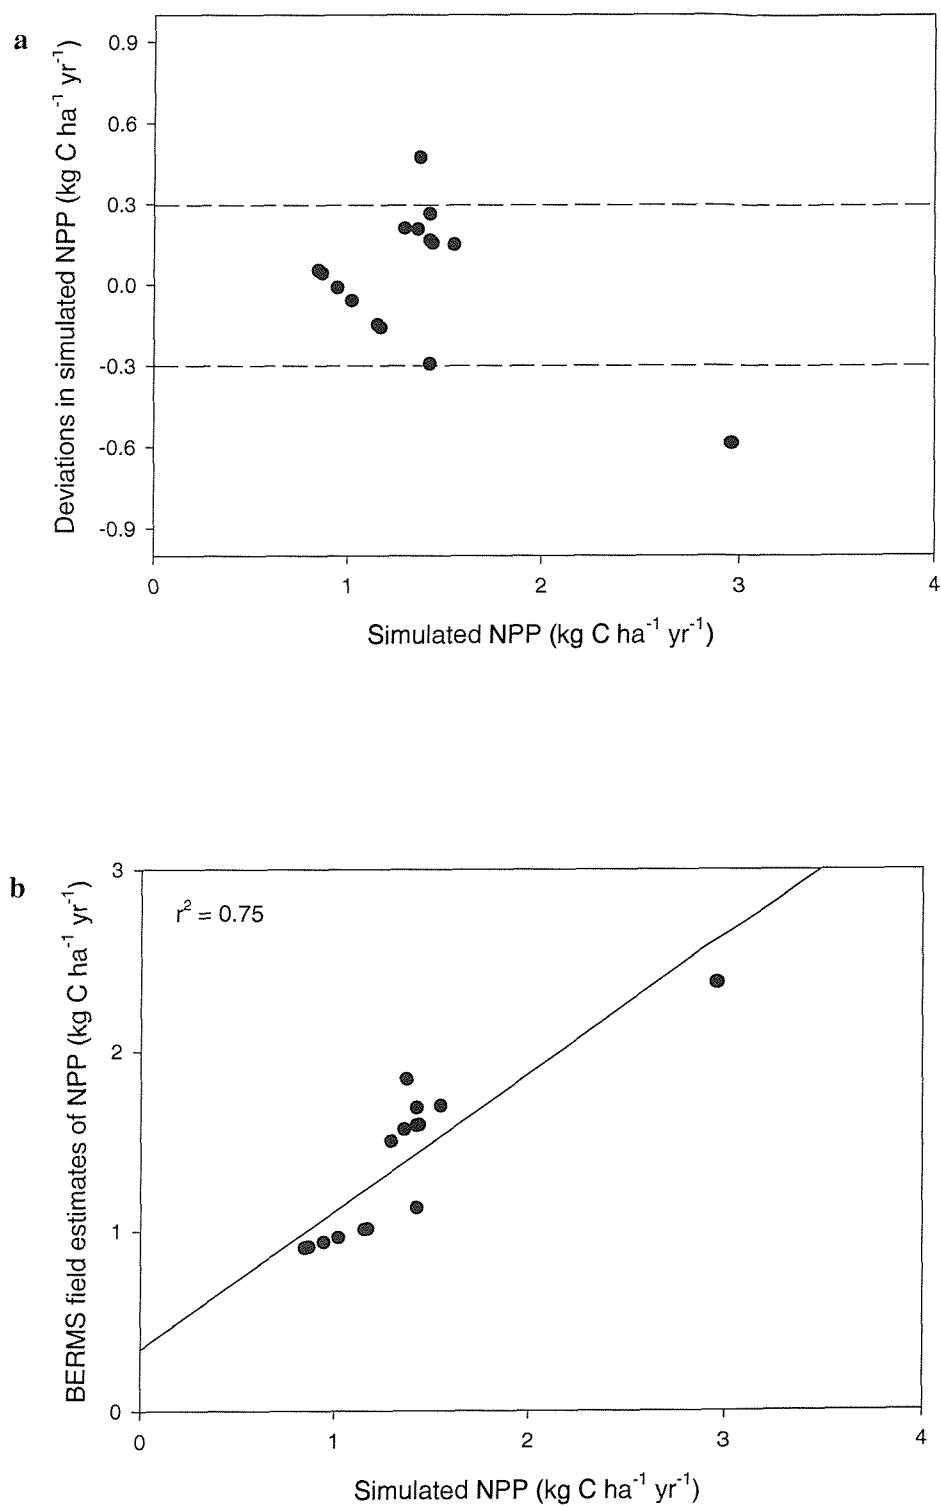 a
Deviations in simulated NPP (kg C ha⁻¹ yr⁻¹)
0.9
0.6
0.3
0.0
-0.3
-0.6
-0.9
0 1 2 3 4
Simulated NPP (kg C ha⁻¹ yr⁻¹)
b
BERMS field estimates of NPP (kg C ha⁻¹ yr⁻¹)
3
r² = 0.75
2
1
0
0 1 2 3 4
Simulated NPP (kg C ha⁻¹ yr⁻¹)